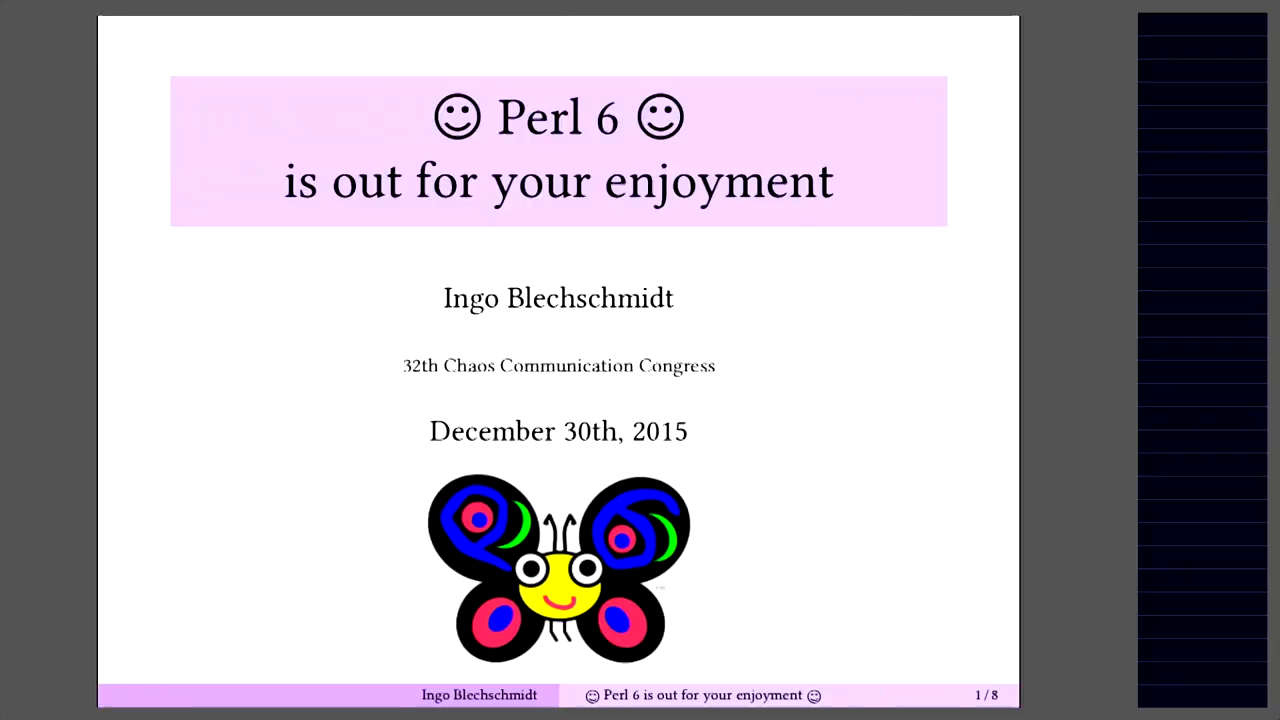 ☺ Perl 6 ☺
is out for your enjoyment
Ingo Blechschmidt
32th Chaos Communication Congress
December 30th, 2015
Ingo Blechschmidt
☺ Perl 6 is out for your enjoyment ☺
1 / 8